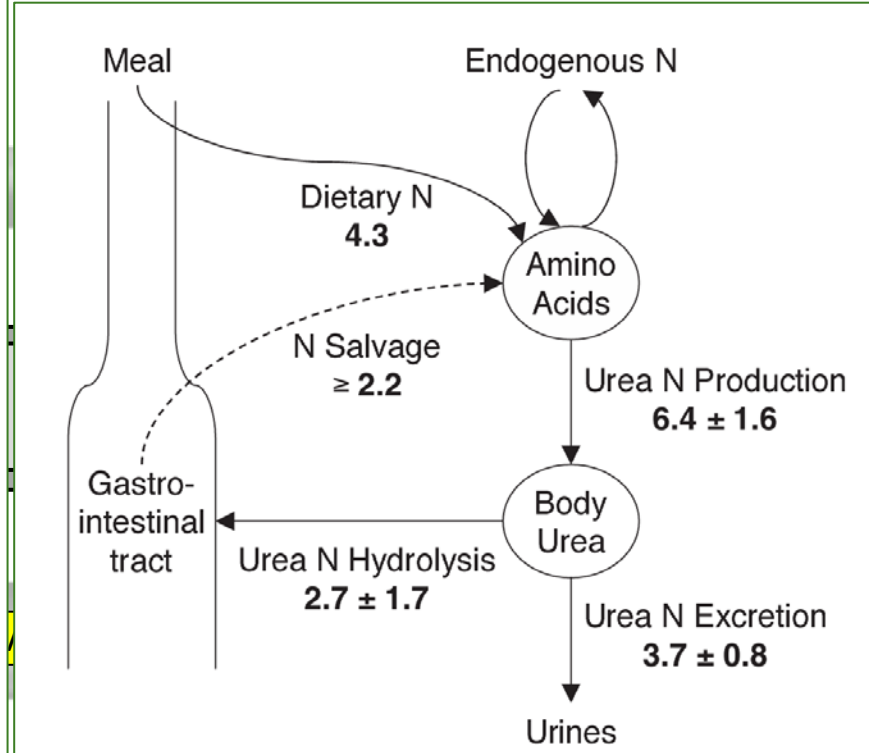 Meal
Endogenous N
Dietary N
4.3
Amino
Acids
N Salvage
≥ 2.2
Urea N Production
6.4 ± 1.6
Gastro-
intestinal
tract
Body
Urea
Urea N Hydrolysis
2.7 ± 1.7
Urea N Excretion
3.7 ± 0.8
Urines